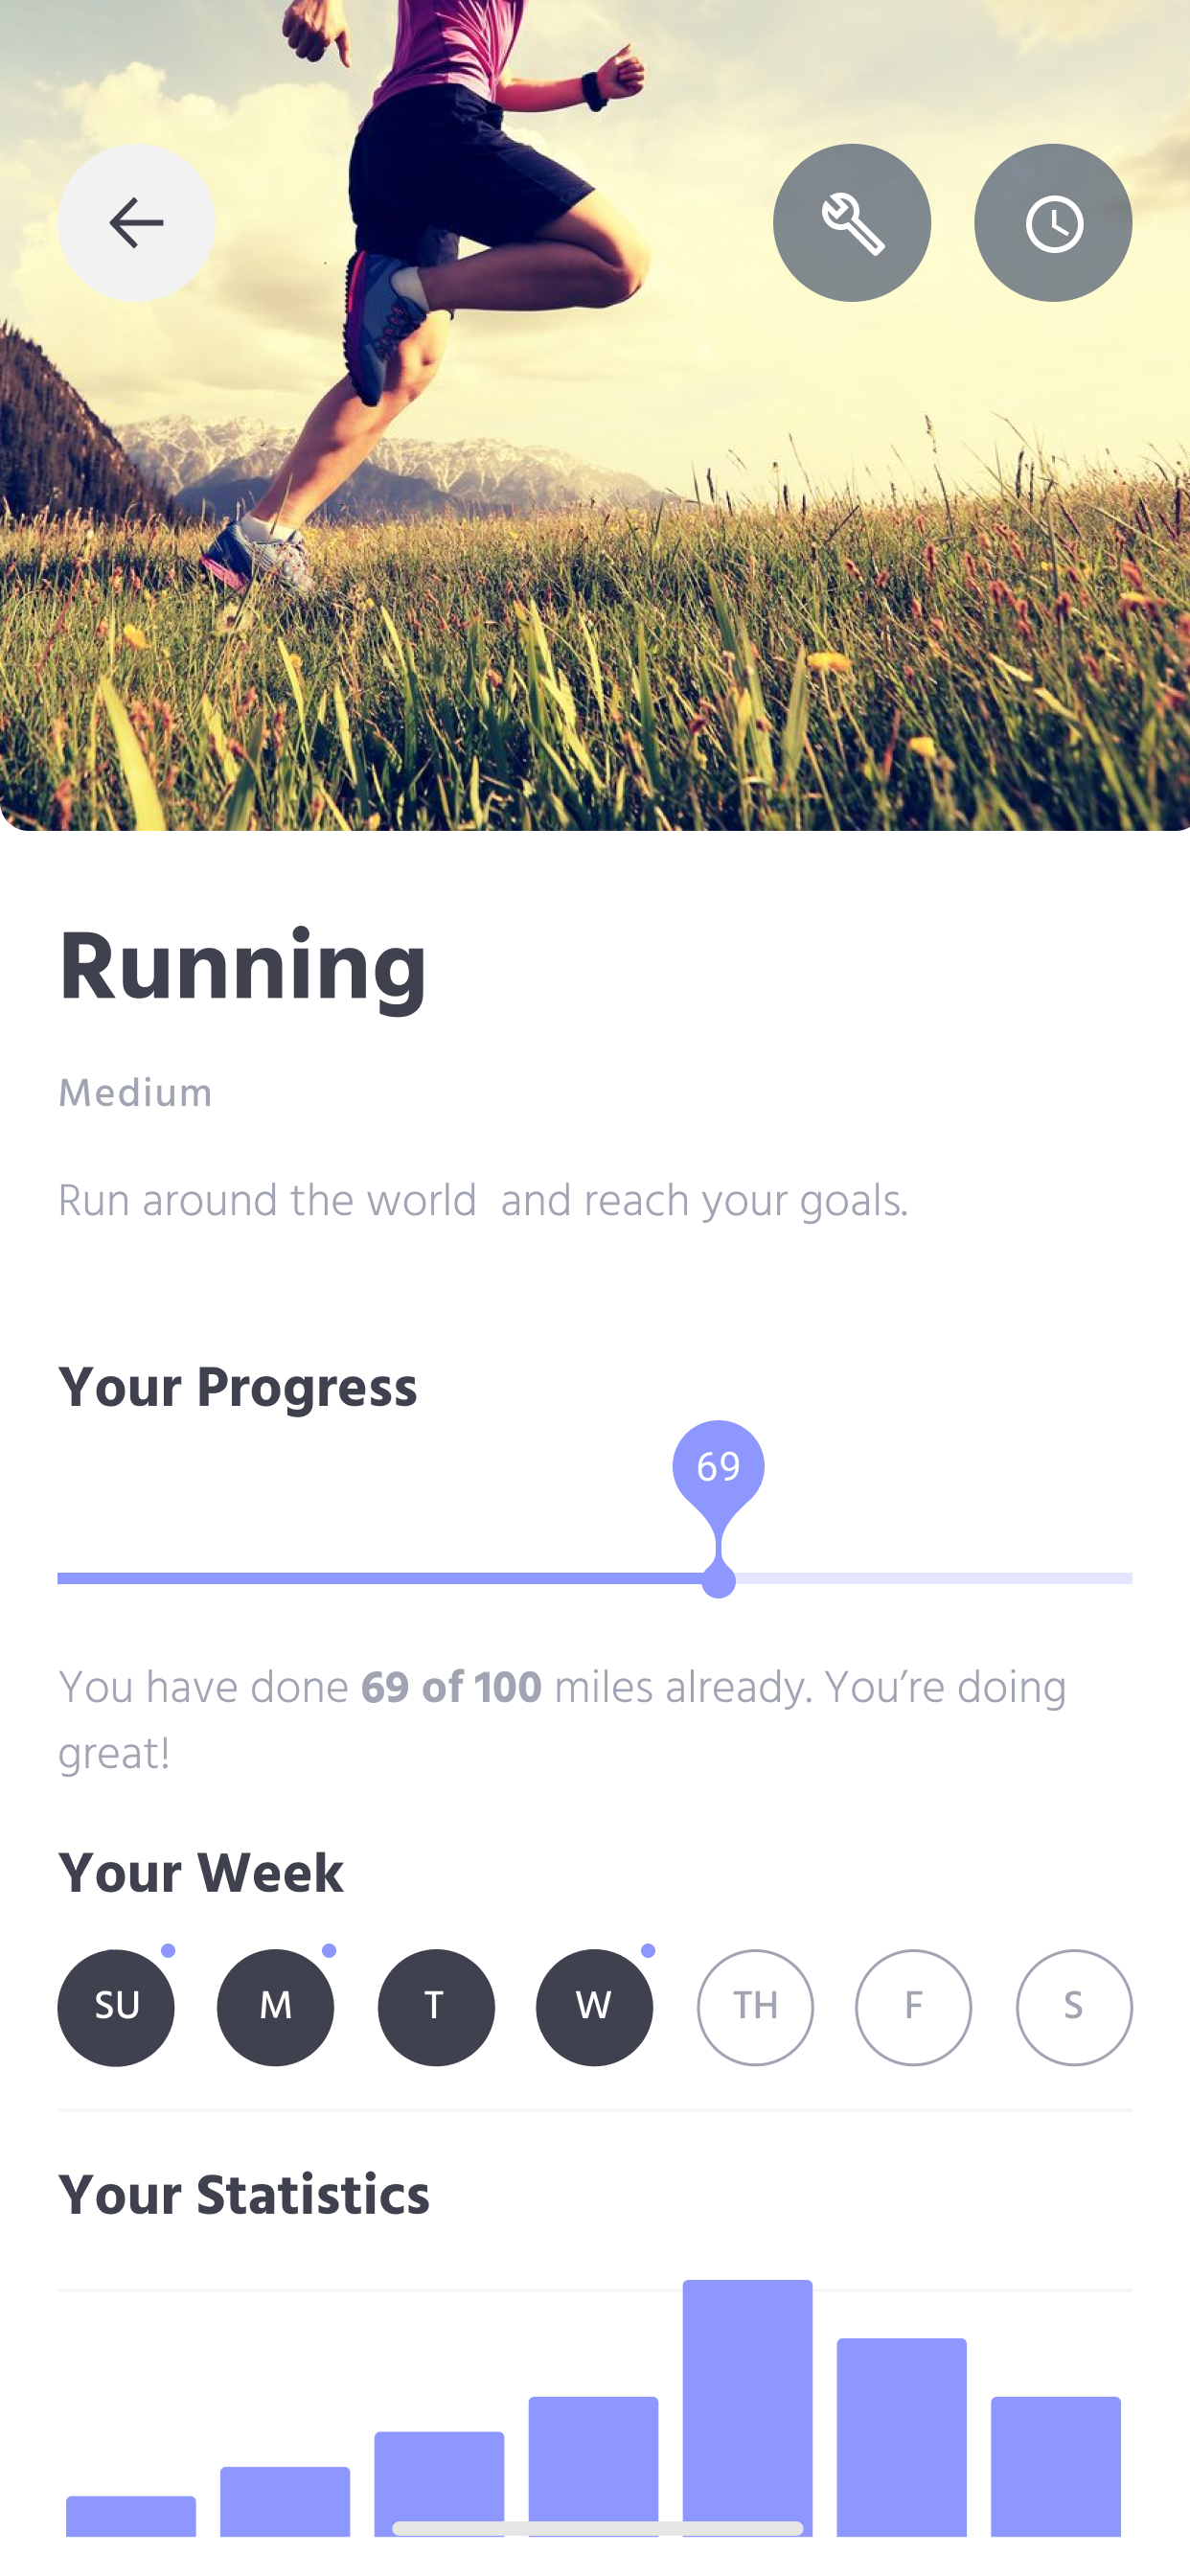 Running
Medium
Run around the world  and reach your goals.
Your Progress
69
You have done 69 of 100 miles already. You’re doing
great!
Your Week
SU M T W TH F S
Your Statistics